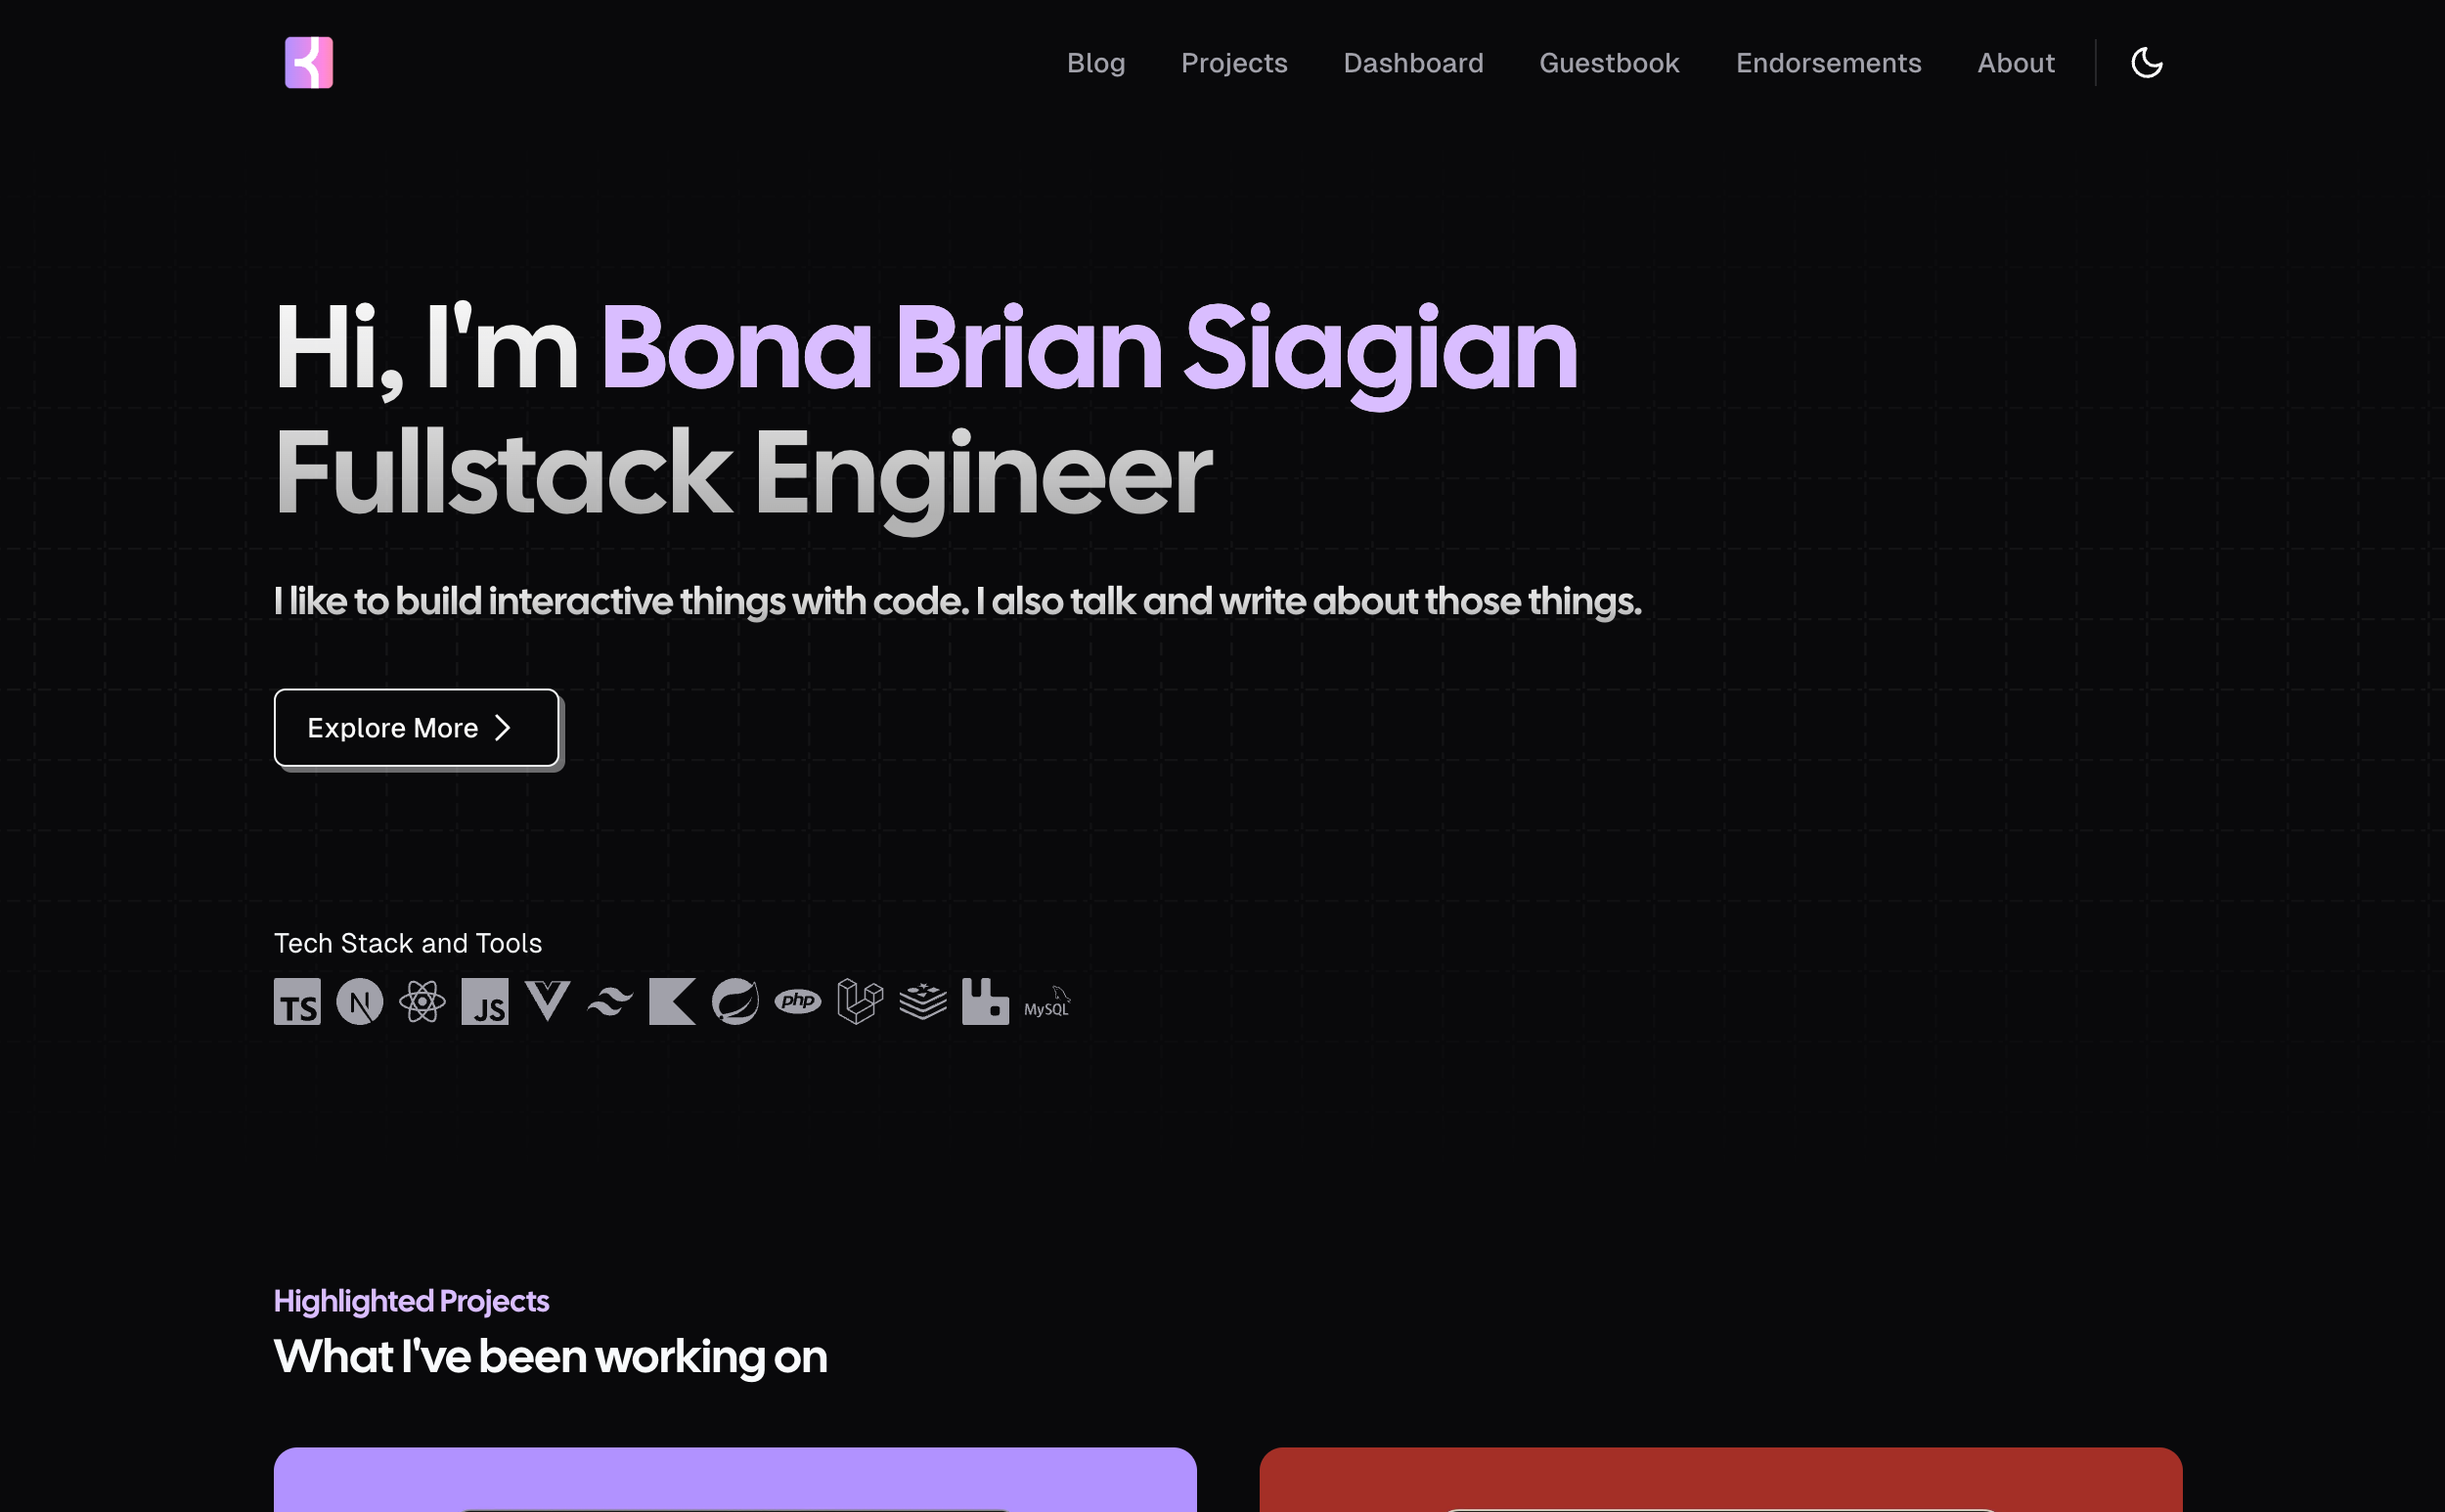 Blog Projects Dashboard Guestbook Endorsements About
Hi, I'm Bona Brian Siagian
Fullstack Engineer
I like to build interactive things with code. I also talk and write about those things.
Explore More
Tech Stack and Tools
TS N JS php MySQL
Highlighted Projects
What I've been working on